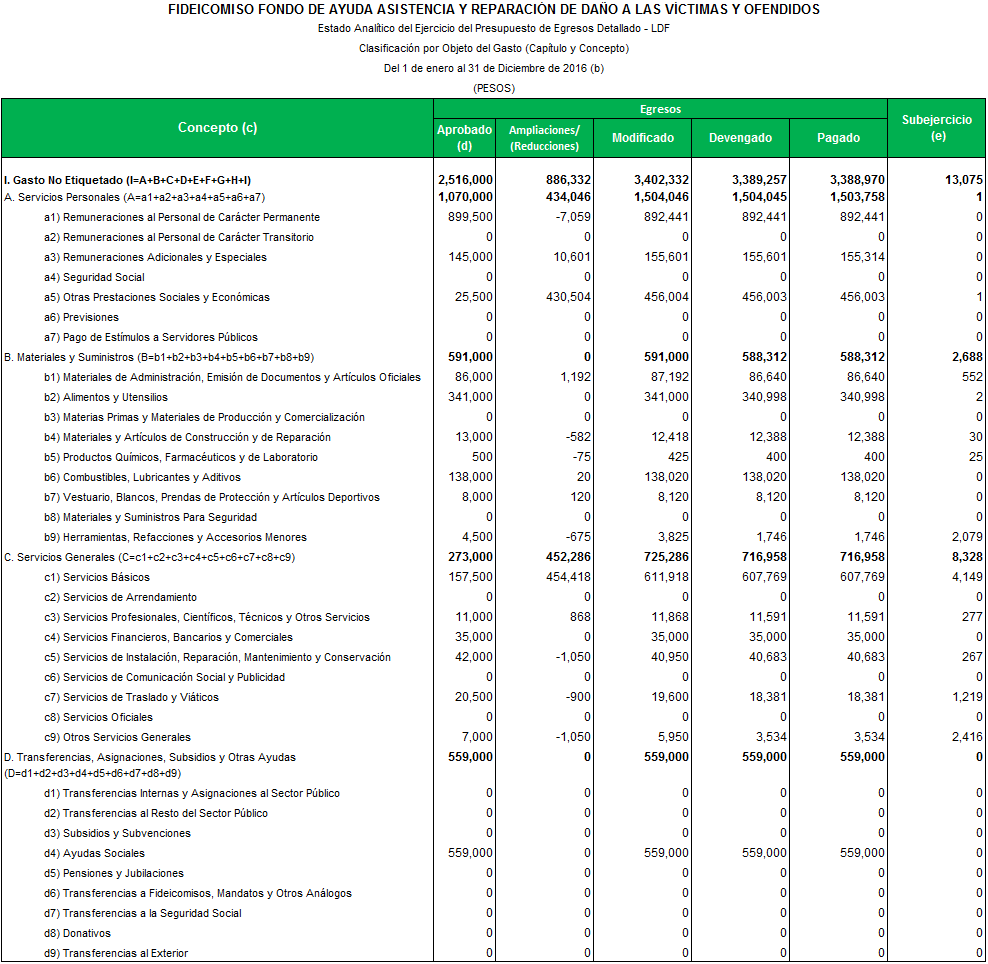 FIDEICOMISO FONDO DE AYUDA ASISTENCIA Y REPARACIÓN DE DAÑO A LAS VÍCTIMAS Y OFENDIDOS
Estado Analítico del Ejercicio del Presupuesto de Egresos Detallado - LDF
Clasificación por Objeto del Gasto (Capítulo y Concepto)
Del 1 de enero al 31 de Diciembre de 2016 (b)
(PESOS)
Concepto (c) Egresos Subejercicio (e)
Aprobado (d) Ampliaciones/ (Reducciones) Modificado Devengado Pagado
I. Gasto No Etiquetado (I=A+B+C+D+E+F+G+H+I) 2,516,000 886,332 3,402,332 3,389,257 3,388,970 13,075
A. Servicios Personales (A=a1+a2+a3+a4+a5+a6+a7) 1,070,000 434,046 1,504,046 1,504,045 1,503,758 1
a1) Remuneraciones al Personal de Carácter Permanente 899,500 -7,059 892,441 892,441 892,441 0
a2) Remuneraciones al Personal de Carácter Transitorio 0 0 0 0 0 0
a3) Remuneraciones Adicionales y Especiales 145,000 10,601 155,601 155,601 155,314 0
a4) Seguridad Social 0 0 0 0 0 0
a5) Otras Prestaciones Sociales y Económicas 25,500 430,504 456,004 456,003 456,003 1
a6) Previsiones 0 0 0 0 0 0
a7) Pago de Estímulos a Servidores Públicos 0 0 0 0 0 0
B. Materiales y Suministros (B=b1+b2+b3+b4+b5+b6+b7+b8+b9) 591,000 0 591,000 588,312 588,312 2,688
b1) Materiales de Administración, Emisión de Documentos y Artículos Oficiales 86,000 1,192 87,192 86,640 86,640 552
b2) Alimentos y Utensilios 341,000 0 341,000 340,998 340,998 2
b3) Materias Primas y Materiales de Producción y Comercialización 0 0 0 0 0 0
b4) Materiales y Artículos de Construcción y de Reparación 13,000 -582 12,418 12,388 12,388 30
b5) Productos Químicos, Farmacéuticos y de Laboratorio 500 -75 425 400 400 25
b6) Combustibles, Lubricantes y Aditivos 138,000 20 138,020 138,020 138,020 0
b7) Vestuario, Blancos, Prendas de Protección y Artículos Deportivos 8,000 120 8,120 8,120 8,120 0
b8) Materiales y Suministros Para Seguridad 0 0 0 0 0 0
b9) Herramientas, Refacciones y Accesorios Menores 4,500 -675 3,825 1,746 1,746 2,079
C. Servicios Generales (C=c1+c2+c3+c4+c5+c6+c7+c8+c9) 273,000 452,286 725,286 716,958 716,958 8,328
c1) Servicios Básicos 157,500 454,418 611,918 607,769 607,769 4,149
c2) Servicios de Arrendamiento 0 0 0 0 0 0
c3) Servicios Profesionales, Científicos, Técnicos y Otros Servicios 11,000 868 11,868 11,591 11,591 277
c4) Servicios Financieros, Bancarios y Comerciales 35,000 0 35,000 35,000 35,000 0
c5) Servicios de Instalación, Reparación, Mantenimiento y Conservación 42,000 -1,050 40,950 40,683 40,683 267
c6) Servicios de Comunicación Social y Publicidad 0 0 0 0 0 0
c7) Servicios de Traslado y Viáticos 20,500 -900 19,600 18,381 18,381 1,219
c8) Servicios Oficiales 0 0 0 0 0 0
c9) Otros Servicios Generales 7,000 -1,050 5,950 3,534 3,534 2,416
D. Transferencias, Asignaciones, Subsidios y Otras Ayudas 559,000 0 559,000 559,000 559,000 0
(D=d1+d2+d3+d4+d5+d6+d7+d8+d9)
d1) Transferencias Internas y Asignaciones al Sector Público 0 0 0 0 0 0
d2) Transferencias al Resto del Sector Público 0 0 0 0 0 0
d3) Subsidios y Subvenciones 0 0 0 0 0 0
d4) Ayudas Sociales 559,000 0 559,000 559,000 559,000 0
d5) Pensiones y Jubilaciones 0 0 0 0 0 0
d6) Transferencias a Fideicomisos, Mandatos y Otros Análogos 0 0 0 0 0 0
d7) Transferencias a la Seguridad Social 0 0 0 0 0 0
d8) Donativos 0 0 0 0 0 0
d9) Transferencias al Exterior 0 0 0 0 0 0